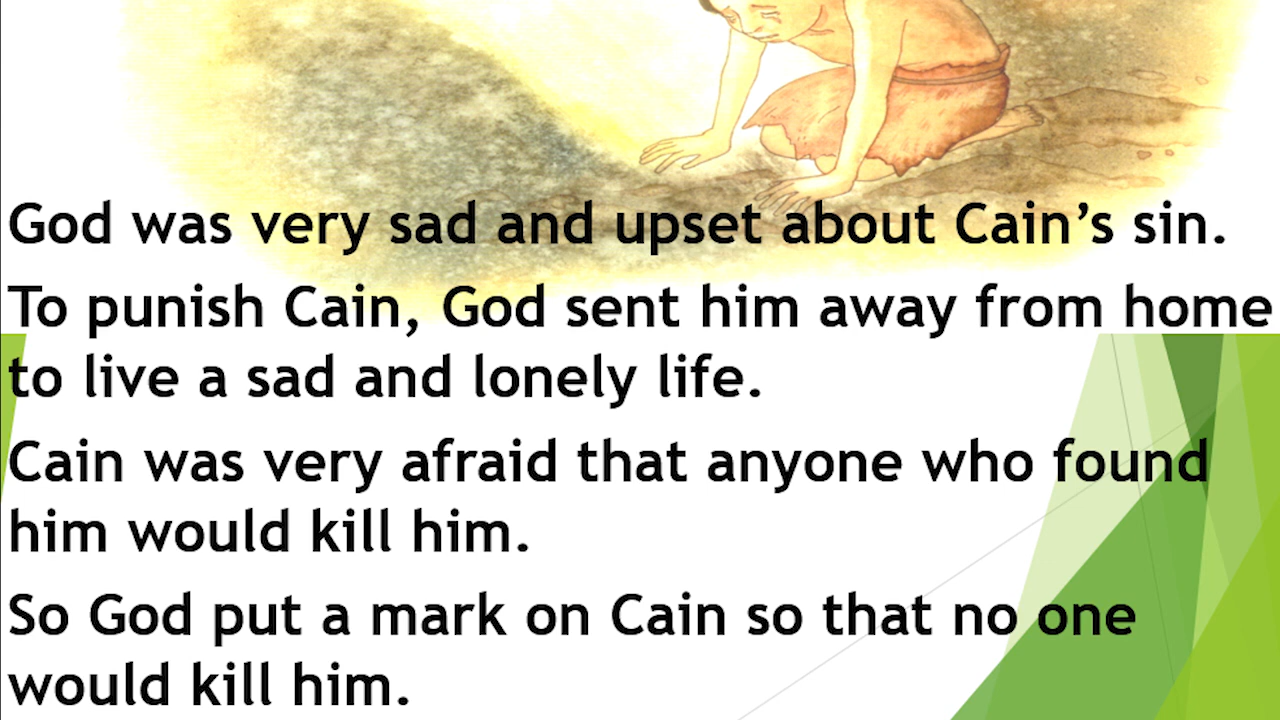 God was very sad and upset about Cain’s sin.
To punish Cain, God sent him away from home
to live a sad and lonely life.
Cain was very afraid that anyone who found
him would kill him.
So God put a mark on Cain so that no one
would kill him.